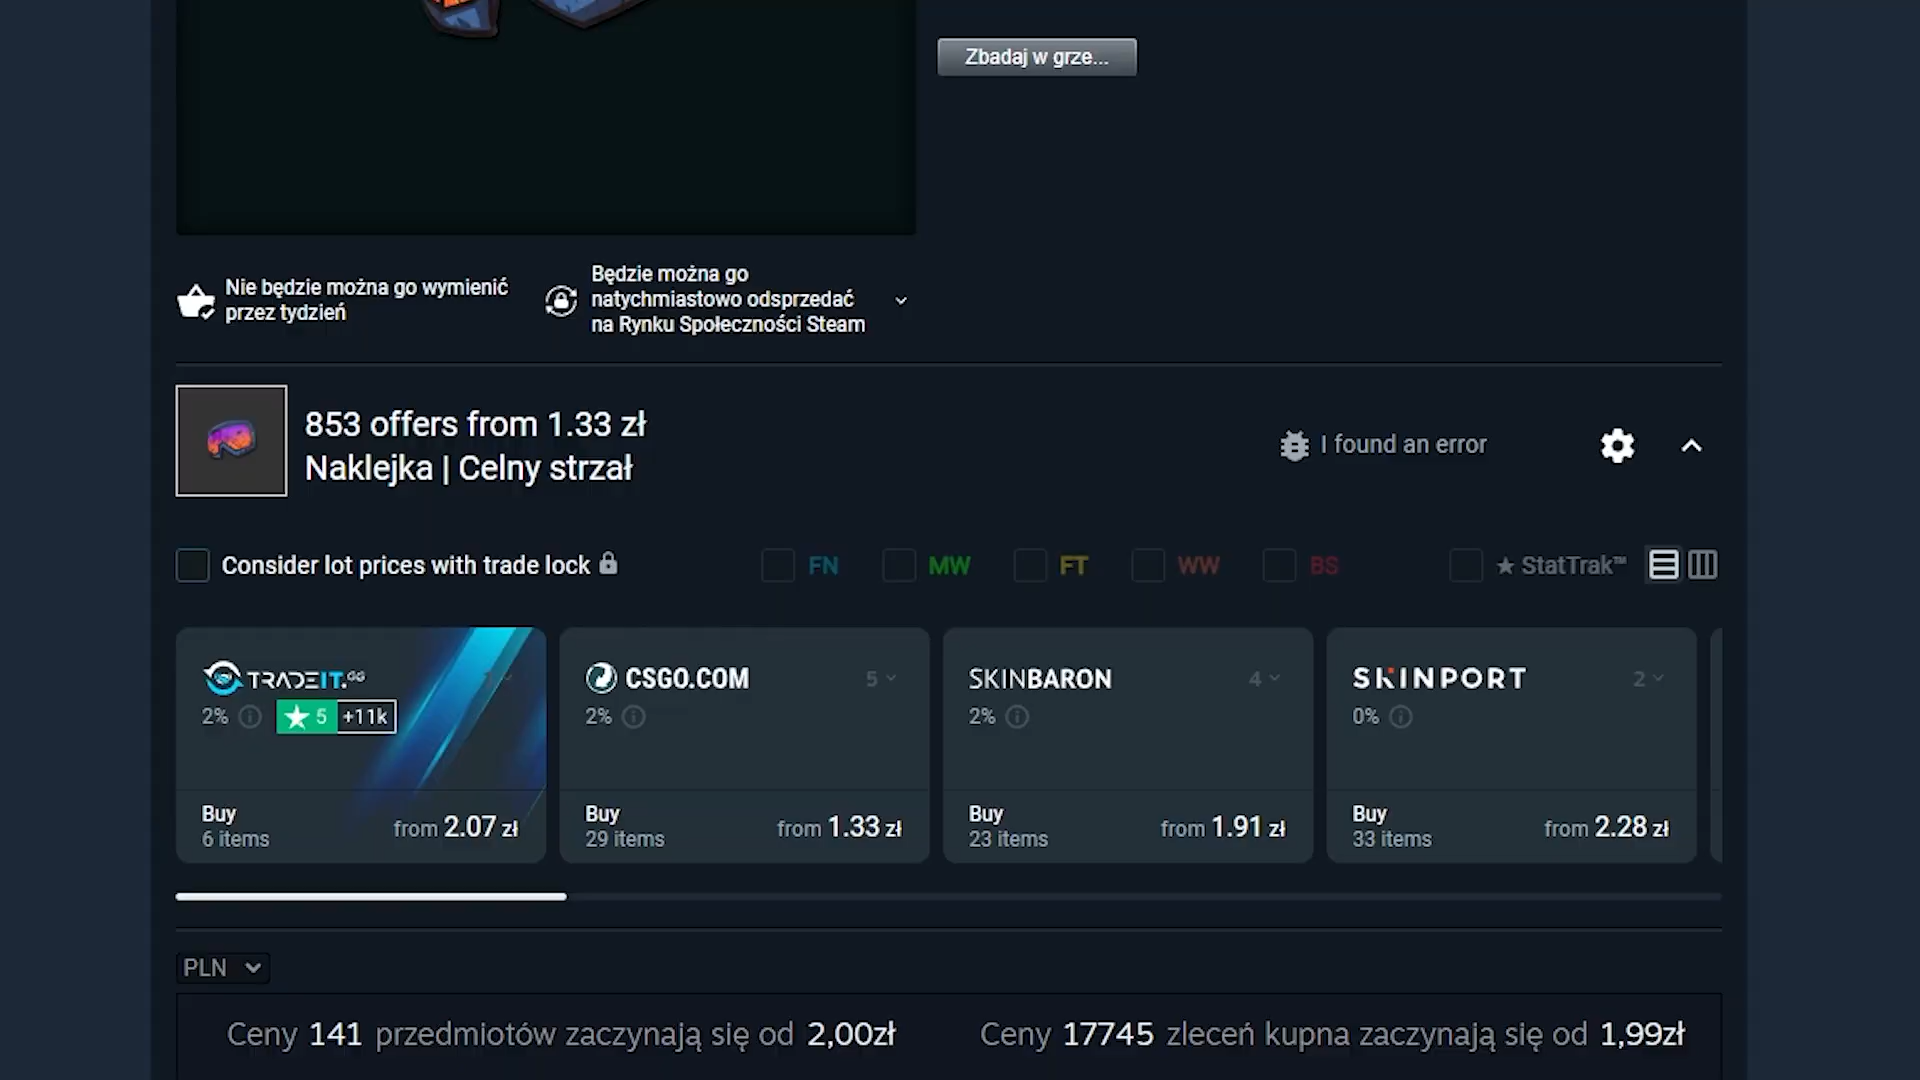 Zbadaj w grze...
Nie będzie można go wymienić
przez tydzień
Będzie można go
natychmiastowo odsprzedać
na Rynku Społeczności Steam
853 offers from 1.33 zł
Naklejka | Celny strzał
I found an error
Consider lot prices with trade lock
FN
MW
FT
WW
BS
★ StatTrak™
TRADEIT.GG
2%
5 +11k
Buy
6 items
from 2.07 zł
CSGO.COM
5
2%
Buy
29 items
from 1.33 zł
SKINBARON
4
2%
Buy
23 items
from 1.91 zł
SKINPORT
2
0%
Buy
33 items
from 2.28 zł
PLN
Ceny 141 przedmiotów zaczynają się od 2,00zł
Ceny 17745 zleceń kupna zaczynają się od 1,99zł